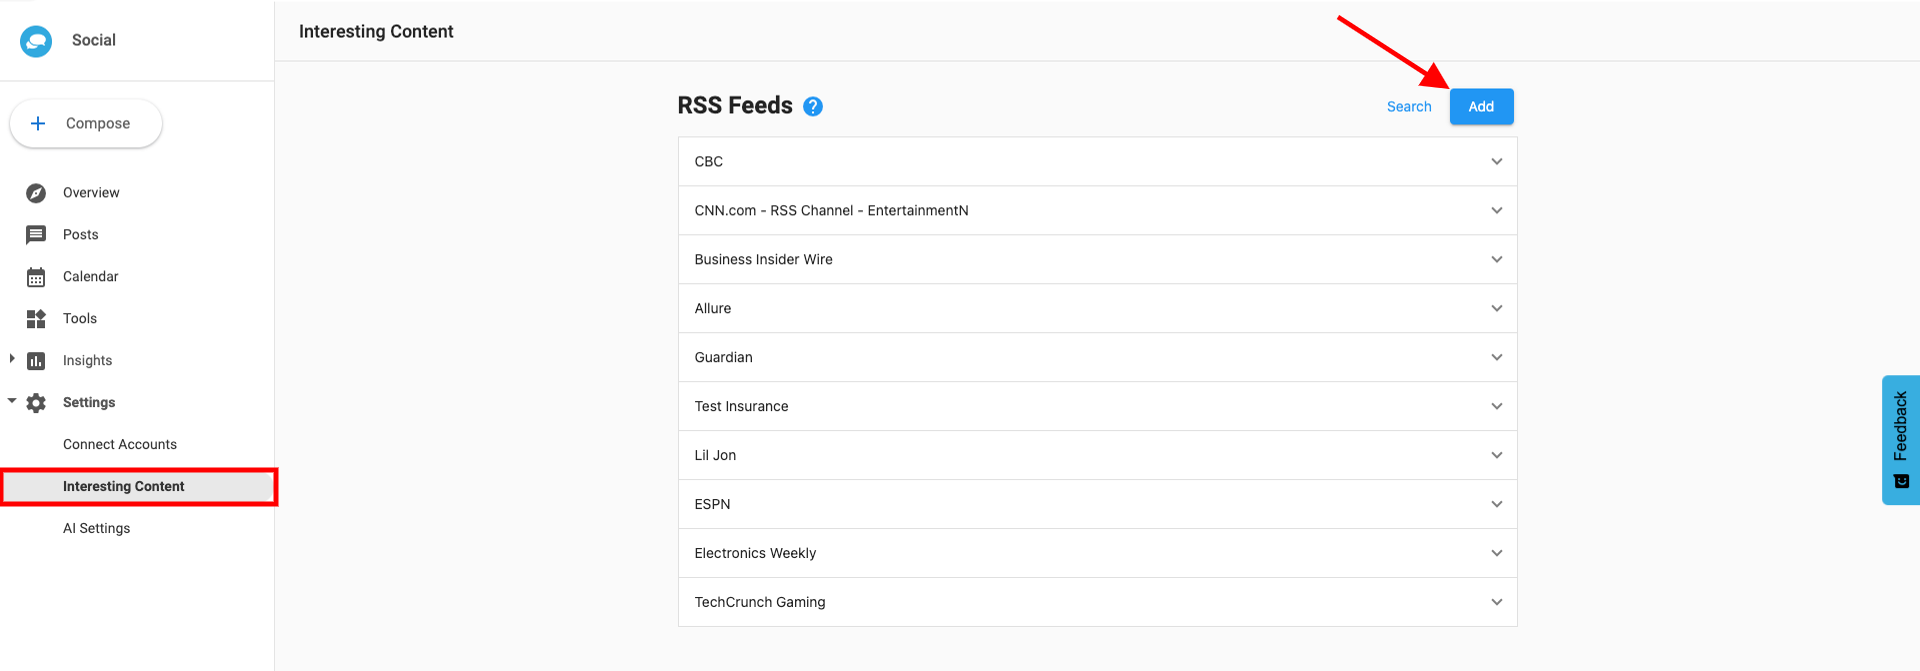 Social
Compose
Overview
Posts
Calendar
Tools
Insights
Settings
Connect Accounts
Interesting Content
AI Settings
Interesting Content
RSS Feeds ?
Search
Add
CBC
CNN.com - RSS Channel - EntertainmentN
Business Insider Wire
Allure
Guardian
Test Insurance
Lil Jon
ESPN
Electronics Weekly
TechCrunch Gaming
Feedback